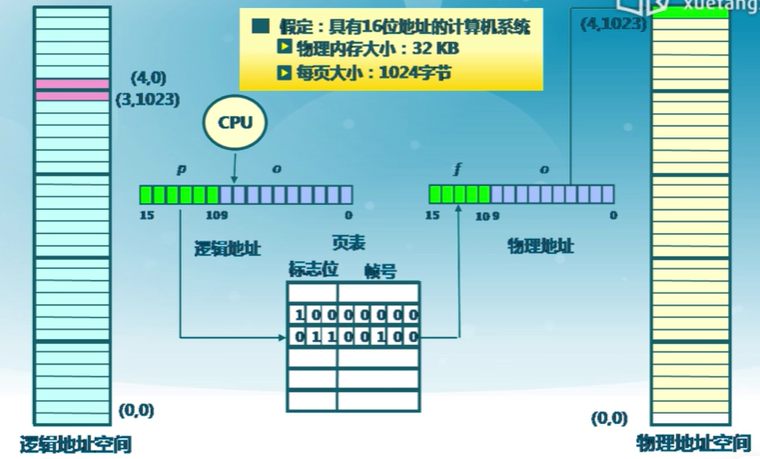 xuetang
假定：具有16位地址的计算机系统
物理内存大小：32 KB
每页大小：1024字节
(4,1023)
(4,0)
(3,1023)
CPU
p o
f o
15 10 9 0
15 10 9 0
逻辑地址
页表
物理地址
标志位 帧号
1 0 0 0 0 0 0 0
0 1 1 0 0 1 0 0
(0,0)
(0,0)
逻辑地址空间
物理地址空间